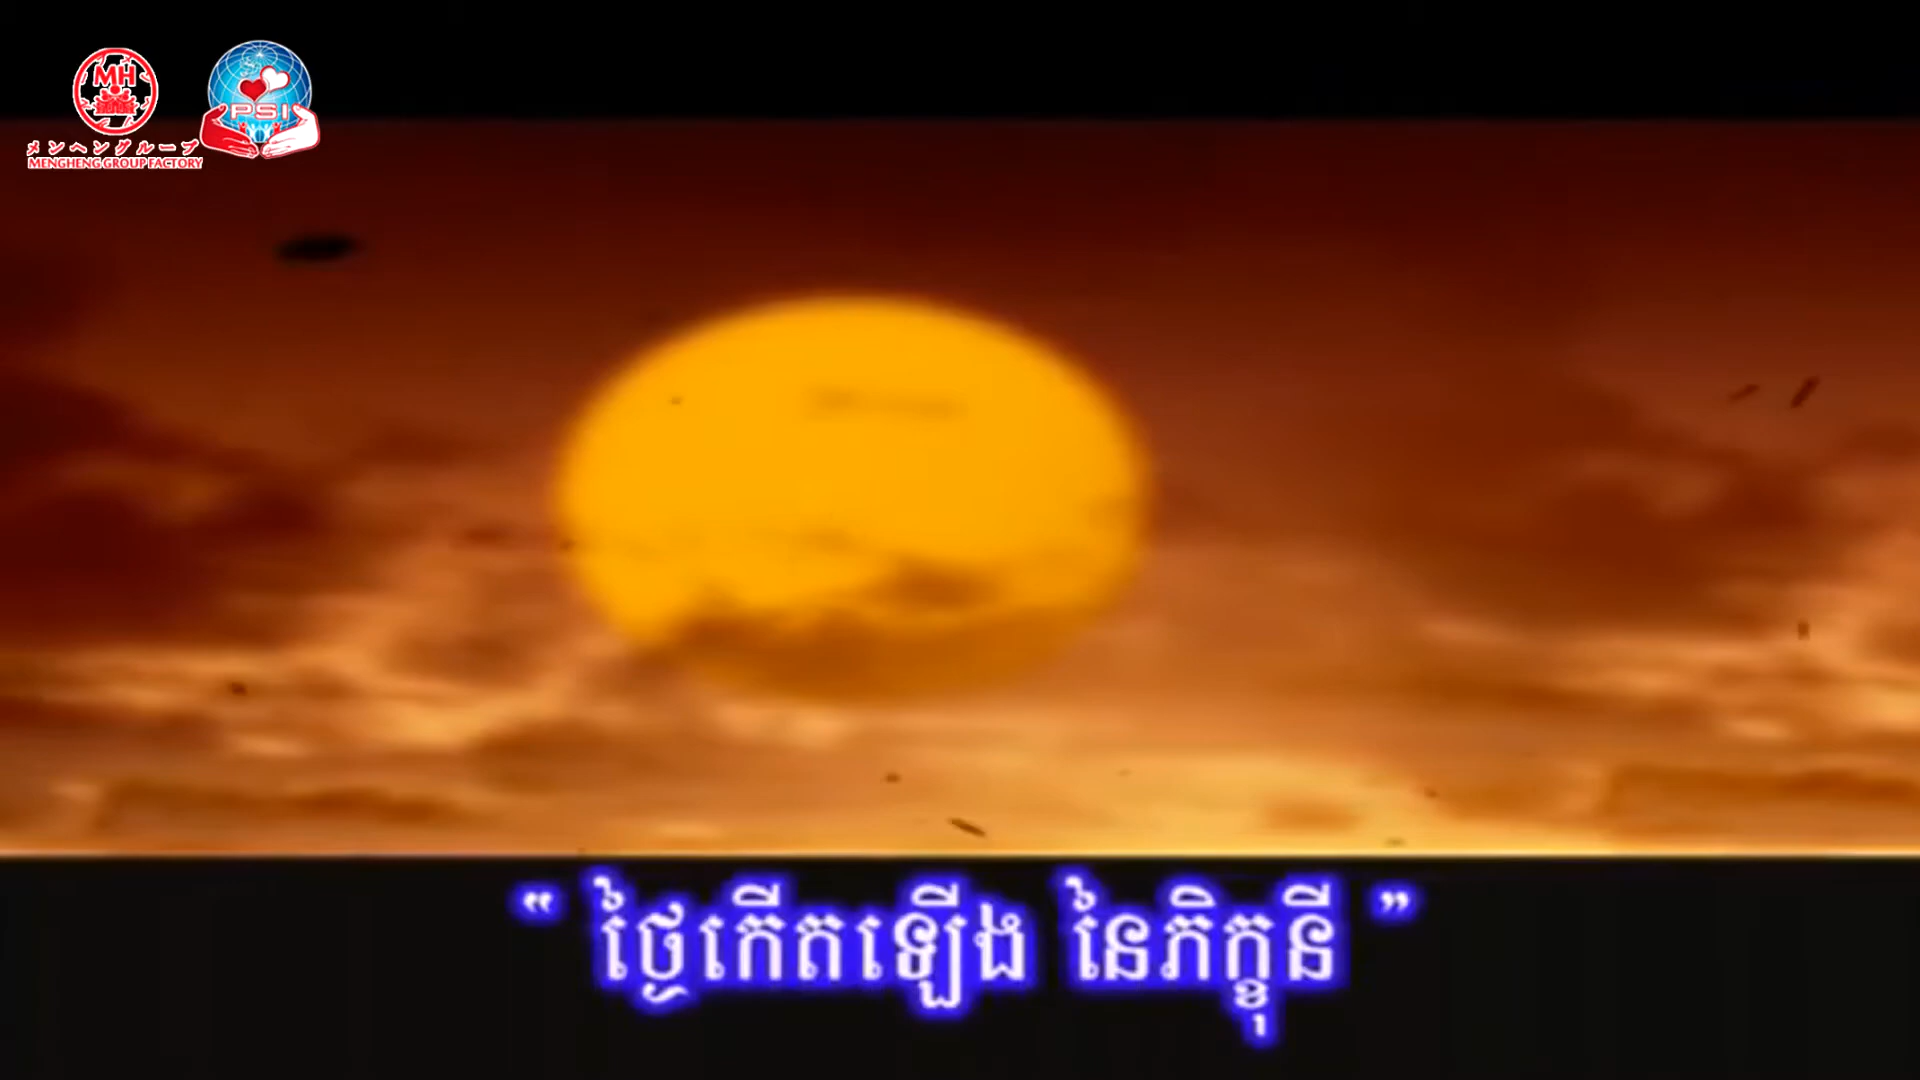 MH
PSI
メンヘングループ
MENGHENG GROUP FACTORY
“ ថ្ងៃកើតឡើង នៃភិក្ខុនី ”